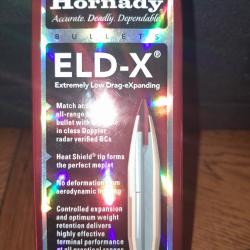 Hornady
Accurate. Deadly. Dependable.
BULLETS
ELD-X®
Extremely Low Drag-eXpanding
Match
all-range
bullet with
in class Doppler
radar verified BCs
Heat Shield® tip forms
the perfect meplat
No deformation
aerodynamic
Controlled expansion
and optimum weight
retention delivers
highly effective
terminal performance